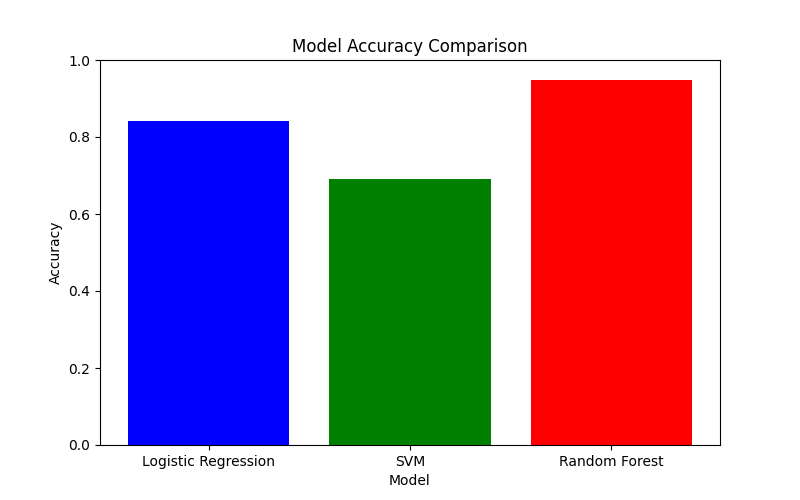 Model Accuracy Comparison
1.0
0.8
0.6
0.4
0.2
0.0
Accuracy
Logistic Regression
SVM
Random Forest
Model